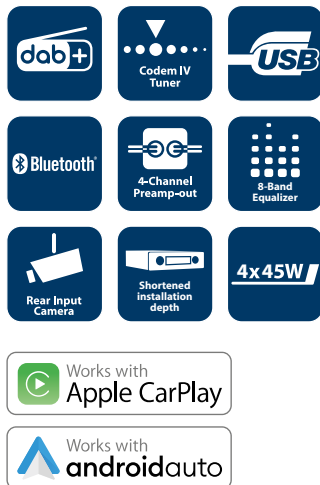 dab+
Codem IV
Tuner
USB
Bluetooth®
4-Channel
Preamp-out
8-Band
Equalizer
Rear Input
Camera
Shortened
installation
depth
4x45W
Works with
Apple CarPlay
Works with
androidauto